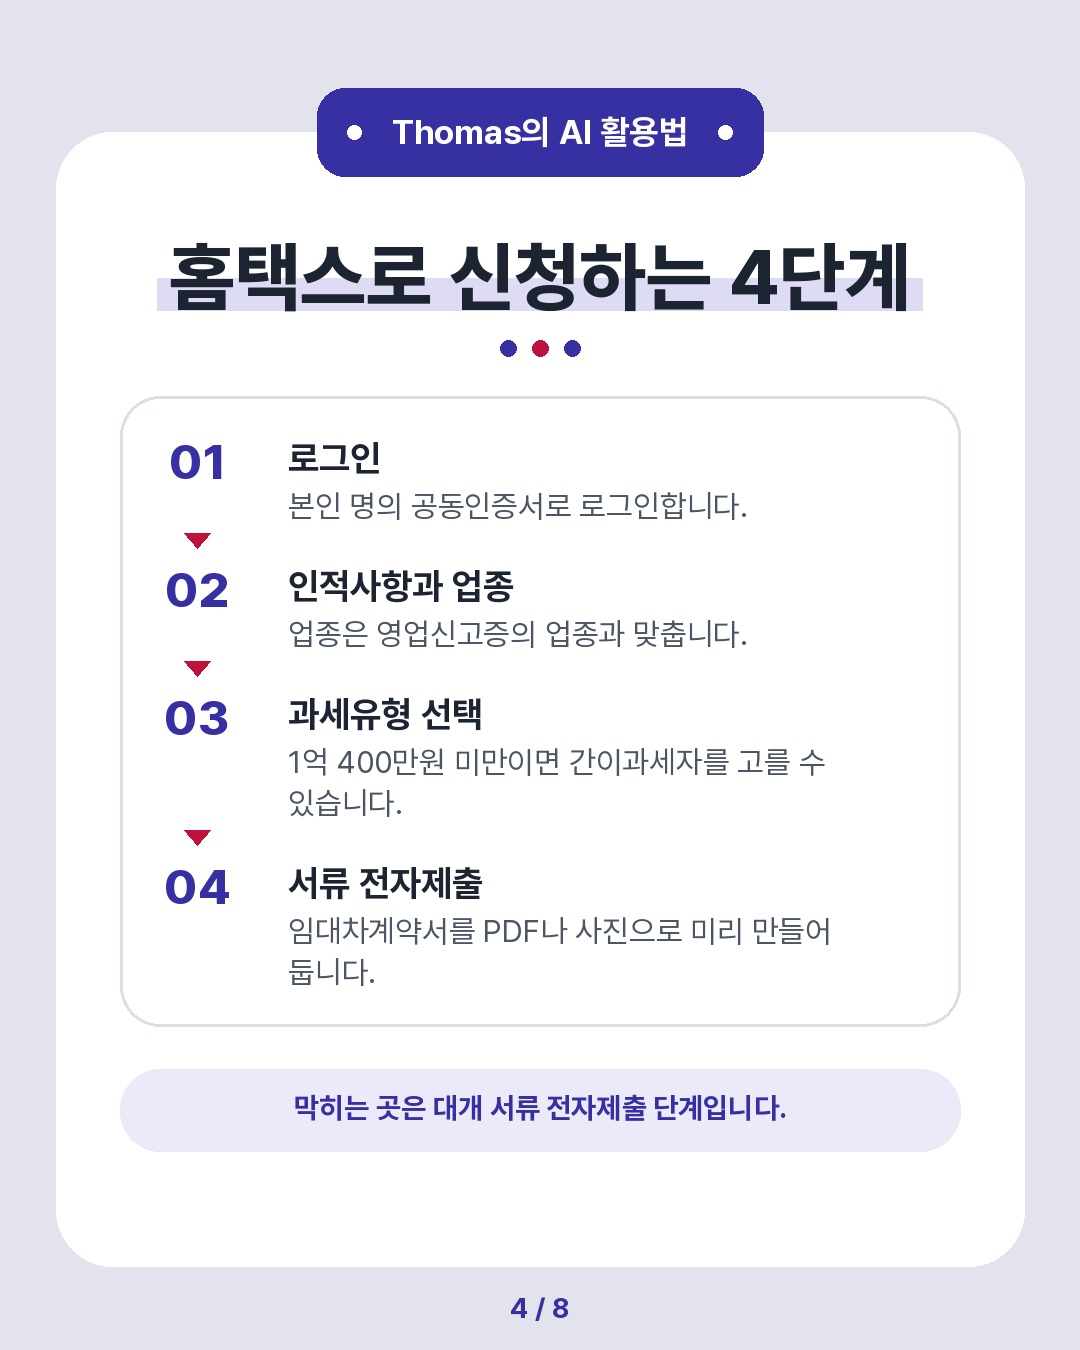 Thomas의 AI 활용법
홈택스로 신청하는 4단계
01 로그인
본인 명의 공동인증서로 로그인합니다.
02 인적사항과 업종
업종은 영업신고증의 업종과 맞춥니다.
03 과세유형 선택
1억 400만원 미만이면 간이과세자를 고를 수
있습니다.
04 서류 전자제출
임대차계약서를 PDF나 사진으로 미리 만들어
둡니다.
막히는 곳은 대개 서류 전자제출 단계입니다.
4 / 8